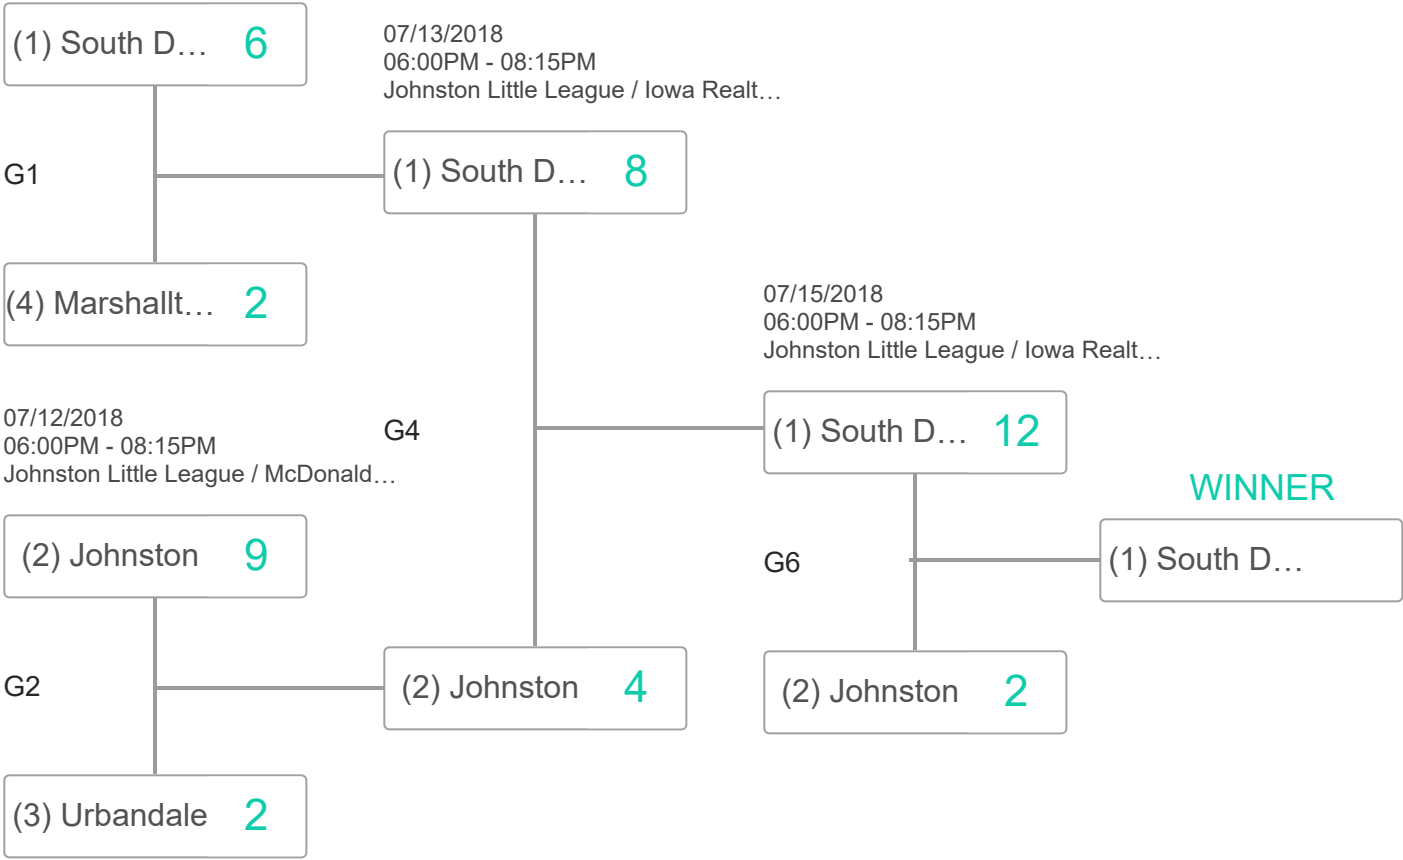 (1) South D… 6
G1
(4) Marshallt… 2
07/12/2018
06:00PM - 08:15PM
Johnston Little League / McDonald…
(2) Johnston 9
G2
(3) Urbandale 2
07/13/2018
06:00PM - 08:15PM
Johnston Little League / Iowa Realt…
(1) South D… 8
G4
(2) Johnston 4
07/15/2018
06:00PM - 08:15PM
Johnston Little League / Iowa Realt…
(1) South D… 12
G6
(2) Johnston 2
WINNER
(1) South D…